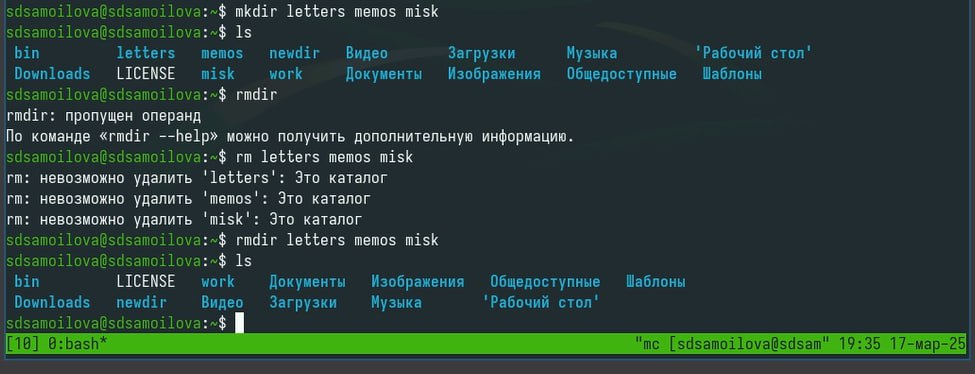 sdsamoilova@sdsamoilova:~$ mkdir letters memos misk
sdsamoilova@sdsamoilova:~$ ls
bin letters memos newdir Видео Загрузки Музыка 'Рабочий стол'
Downloads LICENSE misk work Документы Изображения Общедоступные Шаблоны
sdsamoilova@sdsamoilova:~$ rmdir
rmdir: пропущен операнд
По команде «rmdir --help» можно получить дополнительную информацию.
sdsamoilova@sdsamoilova:~$ rm letters memos misk
rm: невозможно удалить 'letters': Это каталог
rm: невозможно удалить 'memos': Это каталог
rm: невозможно удалить 'misk': Это каталог
sdsamoilova@sdsamoilova:~$ rmdir letters memos misk
sdsamoilova@sdsamoilova:~$ ls
bin LICENSE work Документы Изображения Общедоступные Шаблоны
Downloads newdir Видео Загрузки Музыка 'Рабочий стол'
sdsamoilova@sdsamoilova:~$
[10] 0:bash* "mc [sdsamoilova@sdsam" 19:35 17-мар-25